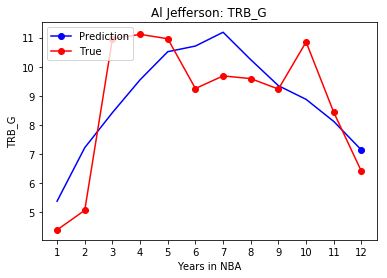 Al Jefferson: TRB_G
Prediction
True
11
10
9
8
7
6
5
TRB_G
1 2 3 4 5 6 7 8 9 10 11 12
Years in NBA